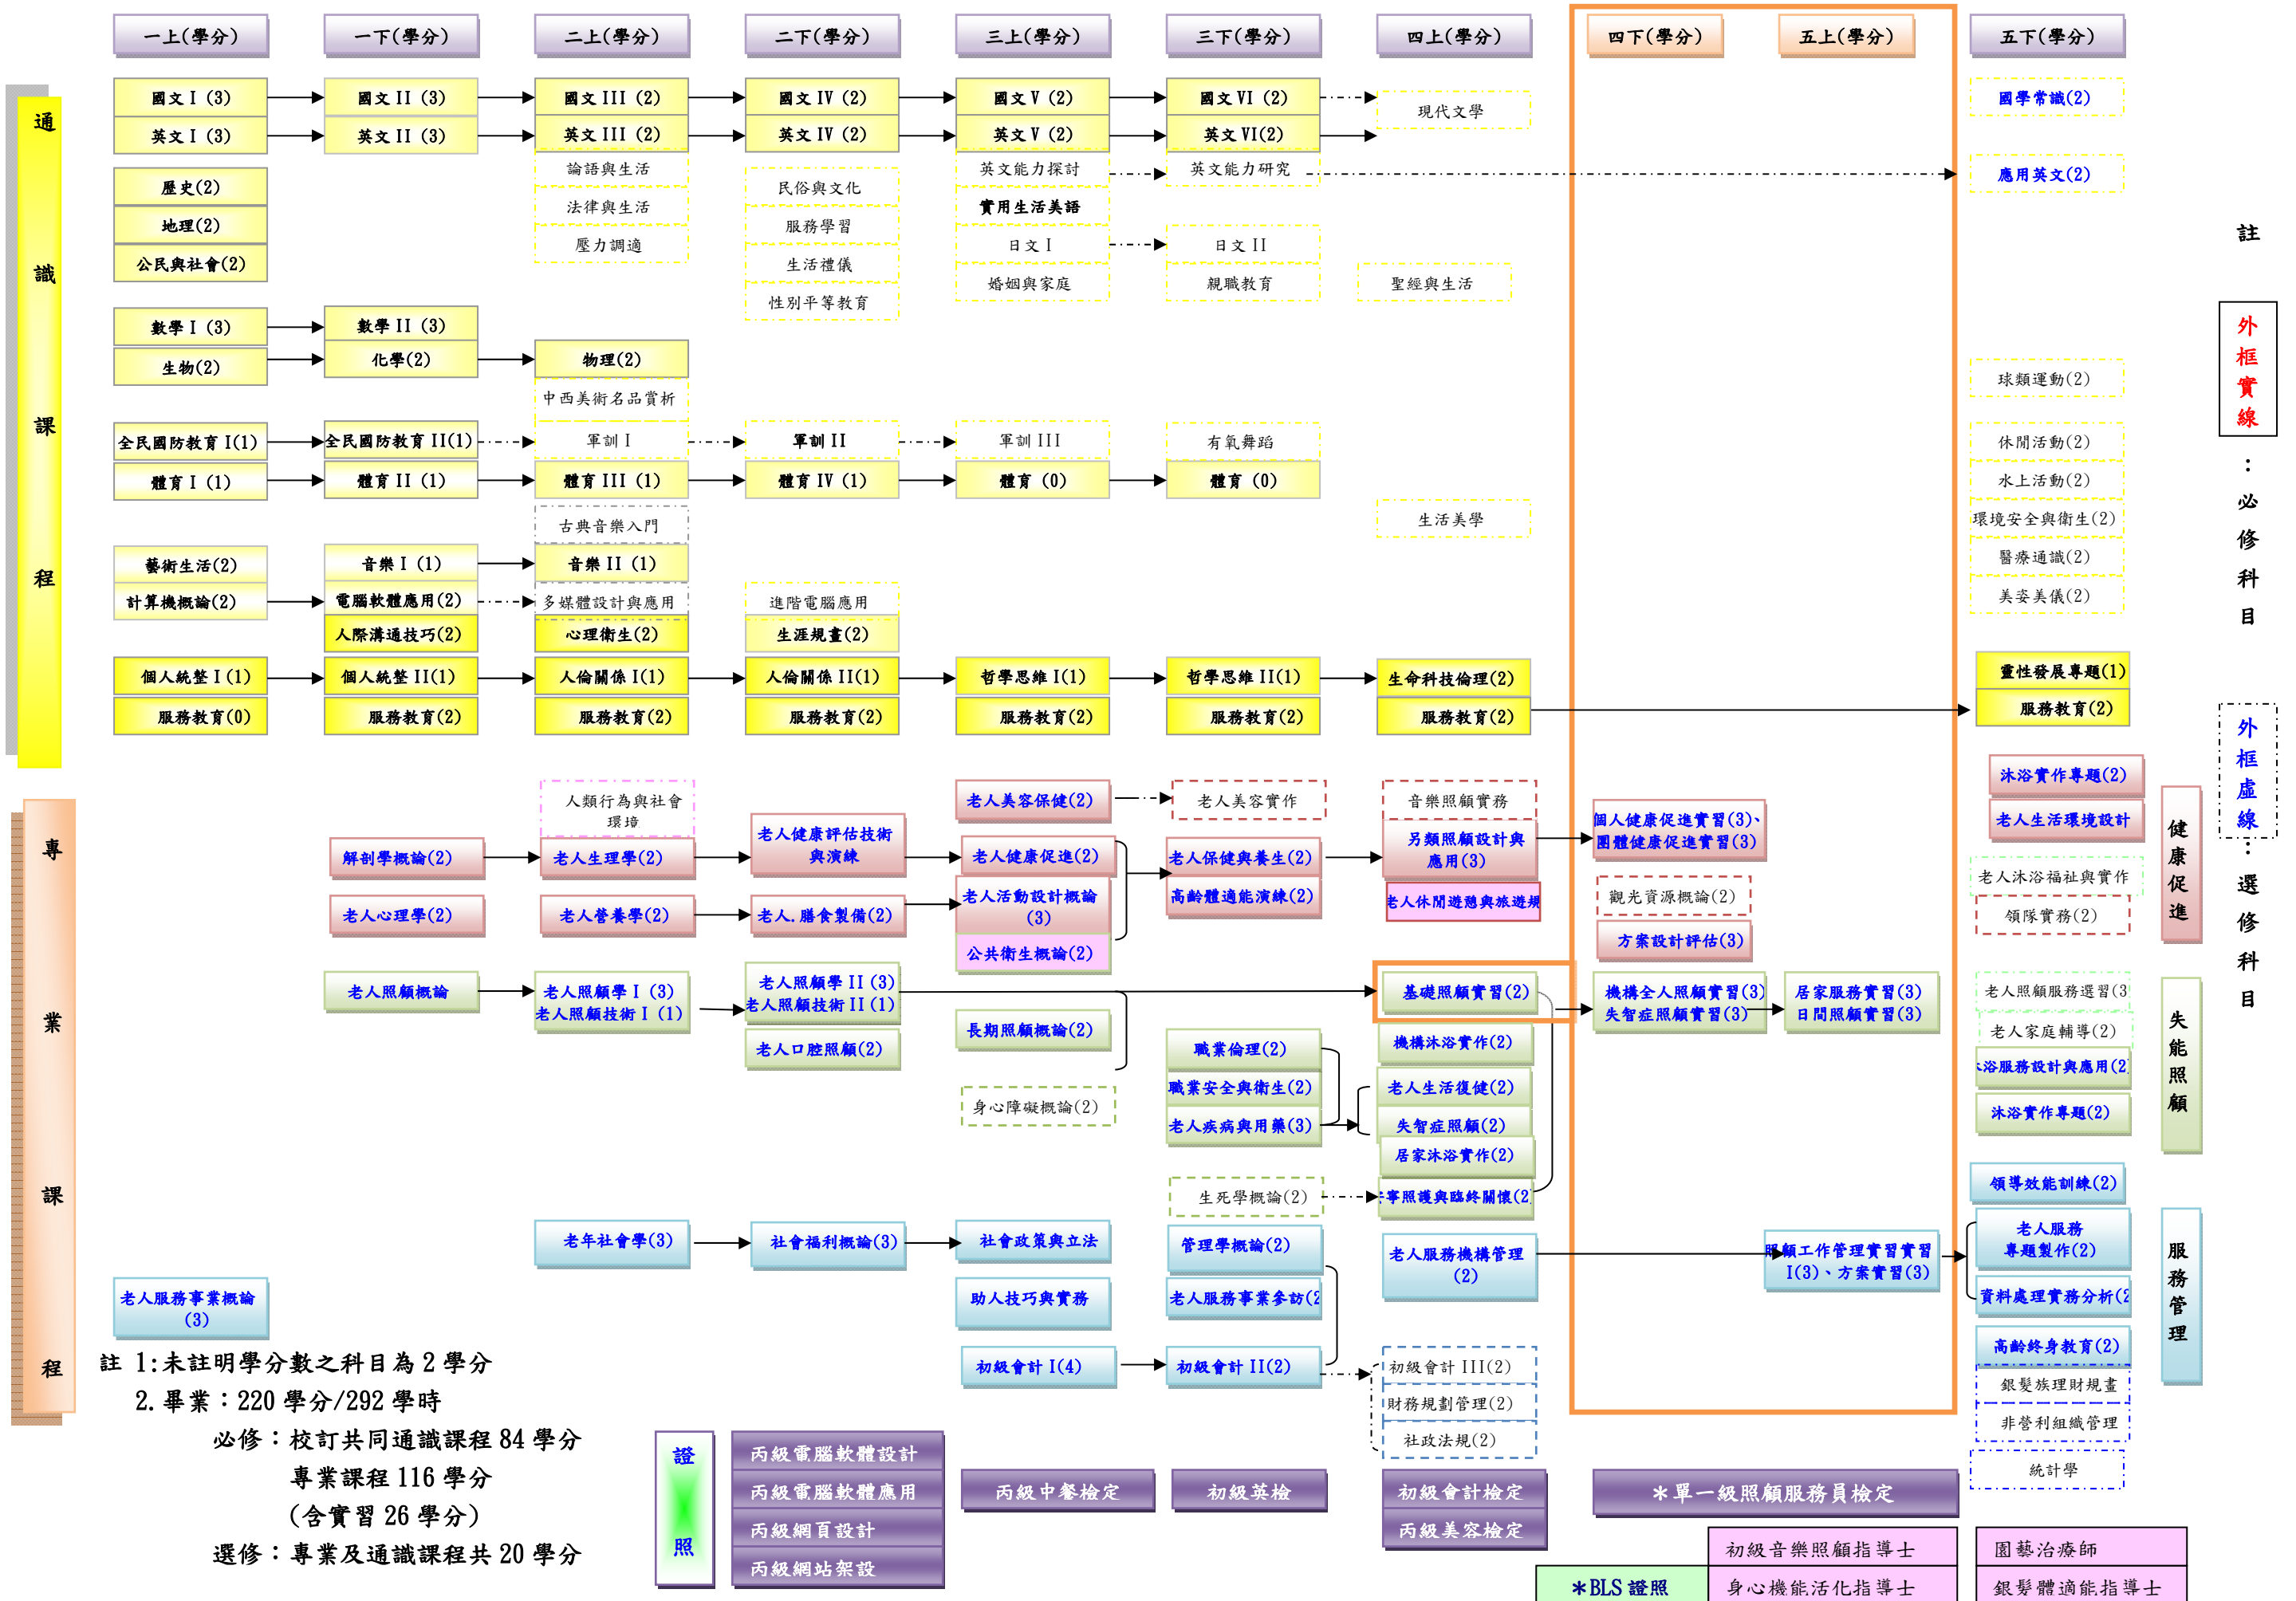 一上(學分)
一下(學分)
二上(學分)
二下(學分)
三上(學分)
三下(學分)
四上(學分)
四下(學分)
五上(學分)
五下(學分)
通
識
課
程
國文 I (3)
國文 II (3)
國文 III (2)
國文 IV (2)
國文 V (2)
國文 VI (2)
現代文學
國學常識(2)
英文 I (3)
英文 II (3)
英文 III (2)
英文 IV (2)
英文 V (2)
英文 VI(2)
歷史(2)
地理(2)
公民與社會(2)
論語與生活
法律與生活
壓力調適
民俗與文化
服務學習
生活禮儀
性別平等教育
英文能力探討
實用生活美語
日文 I
婚姻與家庭
英文能力研究
日文 II
親職教育
聖經與生活
應用英文(2)
數學 I (3)
數學 II (3)
生物(2)
化學(2)
物理(2)
中西美術名品賞析
球類運動(2)
全民國防教育 I(1)
全民國防教育 II(1)
軍訓 I
軍訓 II
軍訓 III
有氧舞蹈
休閒活動(2)
體育 I (1)
體育 II (1)
體育 III (1)
體育 IV (1)
體育 (0)
體育 (0)
水上活動(2)
古典音樂入門
生活美學
環境安全與衛生(2)
藝術生活(2)
音樂 I (1)
音樂 II (1)
醫療通識(2)
計算機概論(2)
電腦軟體應用(2)
多媒體設計與應用
進階電腦應用
美姿美儀(2)
人際溝通技巧(2)
心理衛生(2)
生涯規畫(2)
個人統整 I (1)
個人統整 II(1)
人倫關係 I(1)
人倫關係 II(1)
哲學思維 I(1)
哲學思維 II(1)
生命科技倫理(2)
靈性發展專題(1)
服務教育(0)
服務教育(2)
服務教育(2)
服務教育(2)
服務教育(2)
服務教育(2)
服務教育(2)
服務教育(2)
註
外
框
實
線
：
必
修
科
目
外
框
虛
線
：
選
修
科
目
專
業
課
程
人類行為與社會
環境
老人美容保健(2)
老人美容實作
音樂照顧實務
沐浴實作專題(2)
老人生活環境設計
解剖學概論(2)
老人生理學(2)
老人健康評估技術
與演練
老人健康促進(2)
老人保健與養生(2)
另類照顧設計與
應用(3)
個人健康促進實習(3)、
團體健康促進實習(3)
老人沐浴福祉與實作
老人心理學(2)
老人營養學(2)
老人.膳食製備(2)
老人活動設計概論
(3)
公共衛生概論(2)
高齡體適能演練(2)
老人休閒遊憩與旅遊規
觀光資源概論(2)
方案設計評估(3)
領隊實務(2)
健
康
促
進
老人照顧概論
老人照顧學 I (3)
老人照顧技術 I (1)
老人照顧學 II (3)
老人照顧技術 II (1)
老人口腔照顧(2)
長期照顧概論(2)
身心障礙概論(2)
職業倫理(2)
職業安全與衛生(2)
老人疾病與用藥(3)
生死學概論(2)
基礎照顧實習(2)
機構沐浴實作(2)
老人生活復健(2)
失智症照顧(2)
居家沐浴實作(2)
寧照護與臨終關懷(2)
機構全人照顧實習(3)
失智症照顧實習(3)
居家服務實習(3)
日間照顧實習(3)
老人照顧服務選習(3
老人家庭輔導(2)
浴服務設計與應用(2)
沐浴實作專題(2)
失
能
照
顧
老人服務事業概論
(3)
老年社會學(3)
社會福利概論(3)
社會政策與立法
助人技巧與實務
初級會計 I(4)
管理學概論(2)
老人服務事業參訪(2
初級會計 II(2)
老人服務機構管理
(2)
初級會計 III(2)
財務規劃管理(2)
社政法規(2)
照顧工作管理實習實習
I(3)、方案實習(3)
領導效能訓練(2)
老人服務
專題製作(2)
資料處理實務分析(2
高齡終身教育(2)
銀髮族理財規畫
非營利組織管理
統計學
服
務
管
理
註 1:未註明學分數之科目為 2 學分
2.畢業：220 學分/292 學時
必修：校訂共同通識課程 84 學分
專業課程 116 學分
(含實習 26 學分)
選修：專業及通識課程共 20 學分
證
照
丙級電腦軟體設計
丙級電腦軟體應用
丙級網頁設計
丙級網站架設
丙級中餐檢定
初級英檢
初級會計檢定
丙級美容檢定
＊單一級照顧服務員檢定
初級音樂照顧指導士
園藝治療師
＊BLS 證照
身心機能活化指導士
銀髮體適能指導士